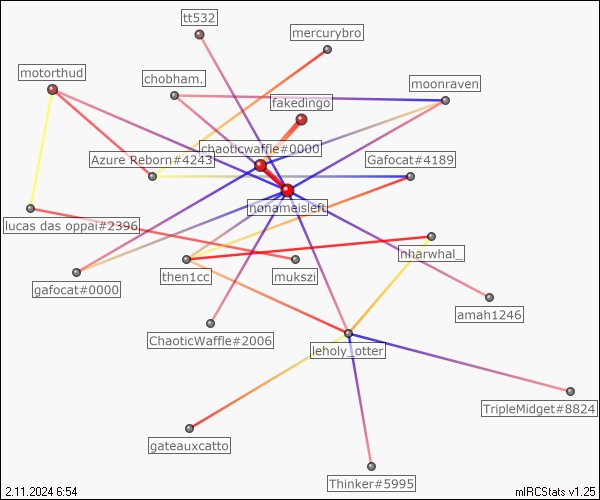 tt532
mercurybro
motorthud
chobham.
moonraven
fakedingo
chaoticwaffle#0000
Azure Reborn#4243
Gafocat#4189
nonameisleft
lucas das oppai#2396
nharwhal_
gafocat#0000
then1cc
mukszi
amah1246
ChaoticWaffle#2006
leholy_otter
TripleMidget#8824
gateauxcatto
Thinker#5995
2.11.2024 6:54
mIRCStats v1.25